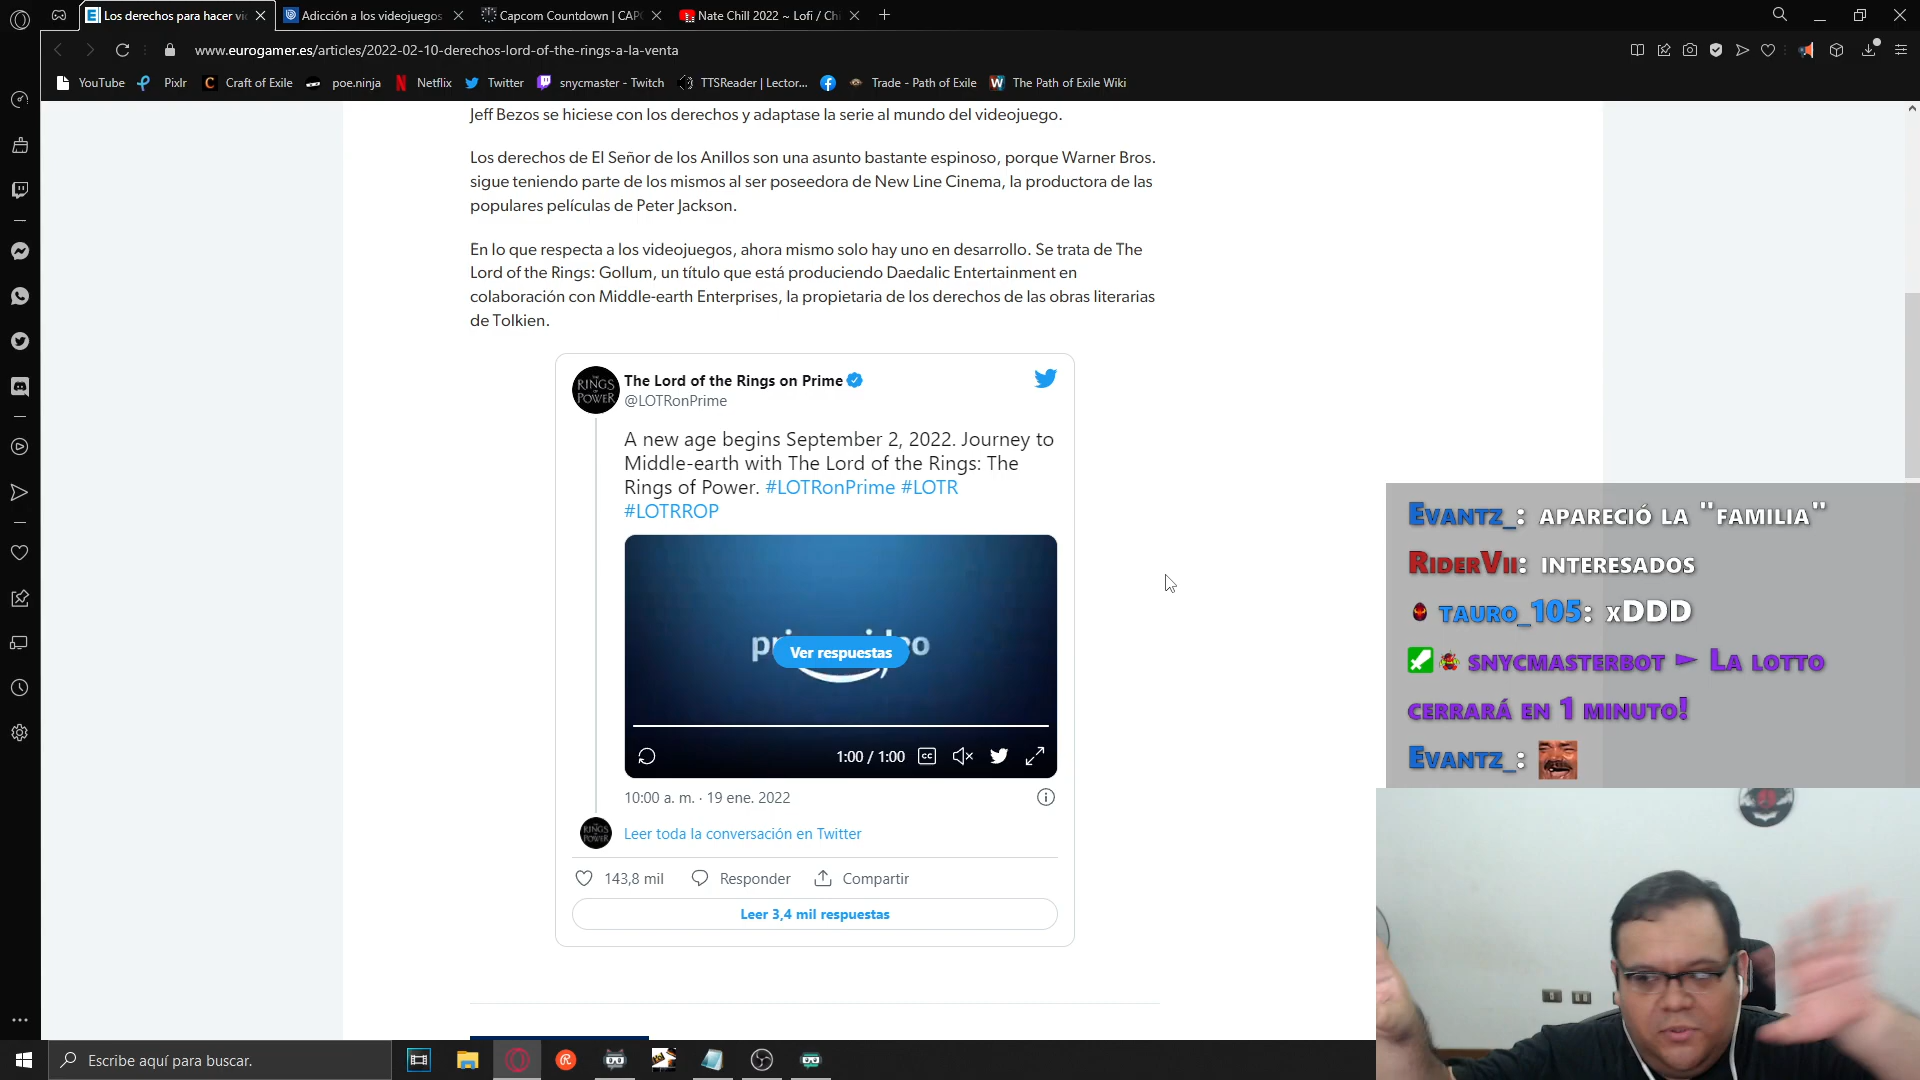 Los derechos para hacer vi
Adicción a los videojuegos
Capcom Countdown | CAPC
Nate Chill 2022 ~ Lofi / Chi
www.eurogamer.es/articles/2022-02-10-derechos-lord-of-the-rings-a-la-venta
YouTube
Pixlr
Craft of Exile
poe.ninja
Netflix
Twitter
snycmaster - Twitch
TTSReader | Lector...
Trade - Path of Exile
The Path of Exile Wiki
Jeff Bezos se hiciese con los derechos y adaptase la serie al mundo del videojuego.
Los derechos de El Señor de los Anillos son una asunto bastante espinoso, porque Warner Bros.
sigue teniendo parte de los mismos al ser poseedora de New Line Cinema, la productora de las
populares películas de Peter Jackson.
En lo que respecta a los videojuegos, ahora mismo solo hay uno en desarrollo. Se trata de The
Lord of the Rings: Gollum, un título que está produciendo Daedalic Entertainment en
colaboración con Middle-earth Enterprises, la propietaria de los derechos de las obras literarias
de Tolkien.
RINGS
POWER
The Lord of the Rings on Prime
@LOTRonPrime
A new age begins September 2, 2022. Journey to
Middle-earth with The Lord of the Rings: The
Rings of Power. #LOTRonPrime #LOTR
#LOTRROP
Ver respuestas
1:00 / 1:00
CC
10:00 a. m. · 19 ene. 2022
Leer toda la conversación en Twitter
143,8 mil
Responder
Compartir
Leer 3,4 mil respuestas
Evantz_: apareció la "familia"
RiderVii: interesados
tauro_105: xDDD
snycmasterbot ► La lotto
cerrará en 1 minuto!
Evantz_:
Escribe aquí para buscar.